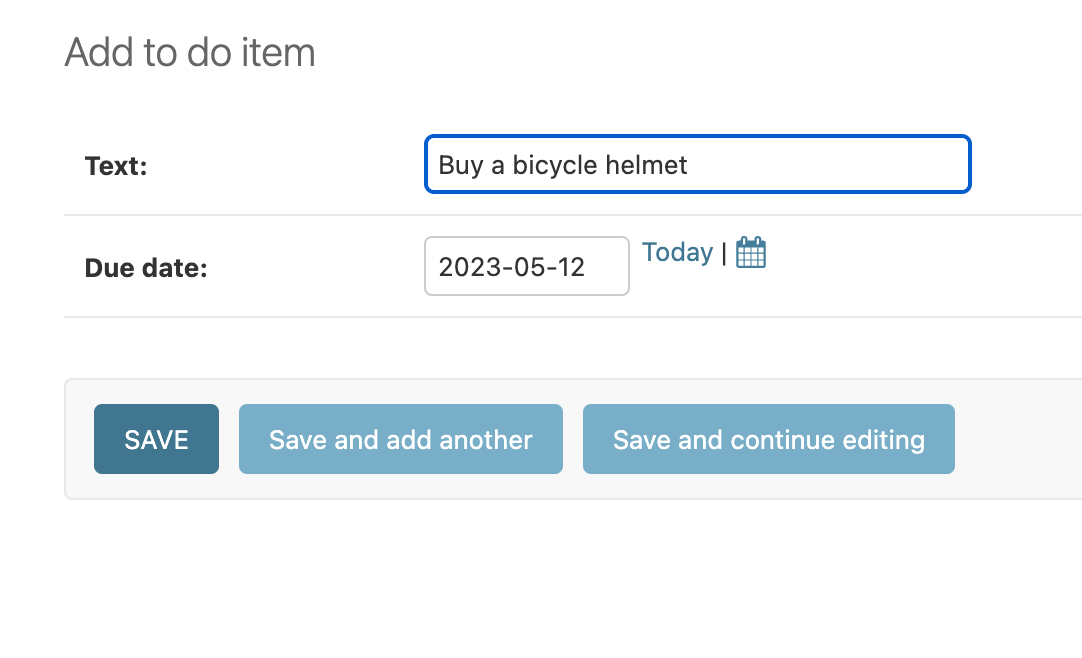 Add to do item
Text: Buy a bicycle helmet
Due date: 2023-05-12 Today |
SAVE Save and add another Save and continue editing